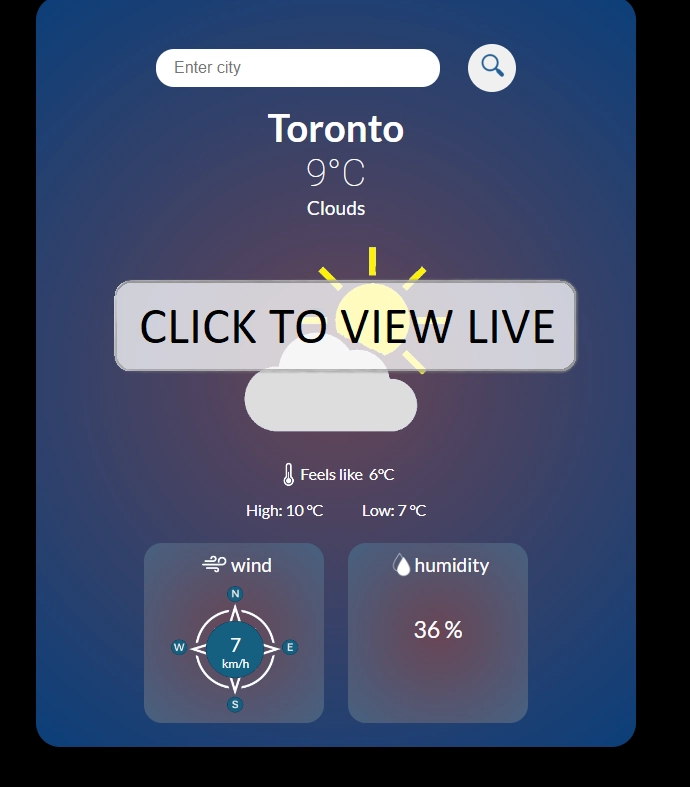 Enter city
Toronto
9°C
Clouds
CLICK TO VIEW LIVE
Feels like 6°C
High: 10 °C Low: 7 °C
wind
humidity
N
W
7
km/h
E
S
36 %